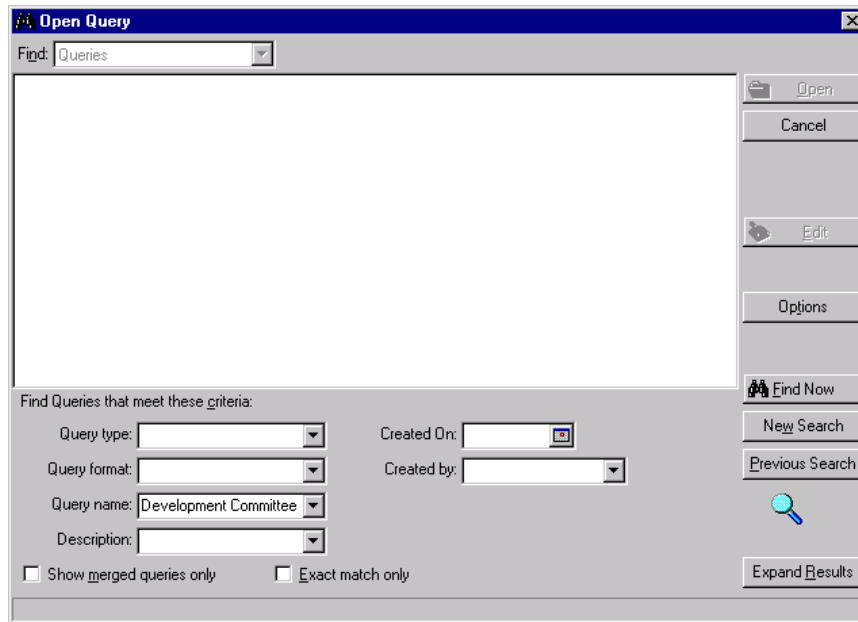 Open Query
Find: Queries
Open
Cancel
Edit
Options
Find Now
New Search
Previous Search
Expand Results
Find Queries that meet these criteria:
Query type:
Created On:
Query format:
Created by:
Query name: Development Committee
Description:
Show merged queries only
Exact match only